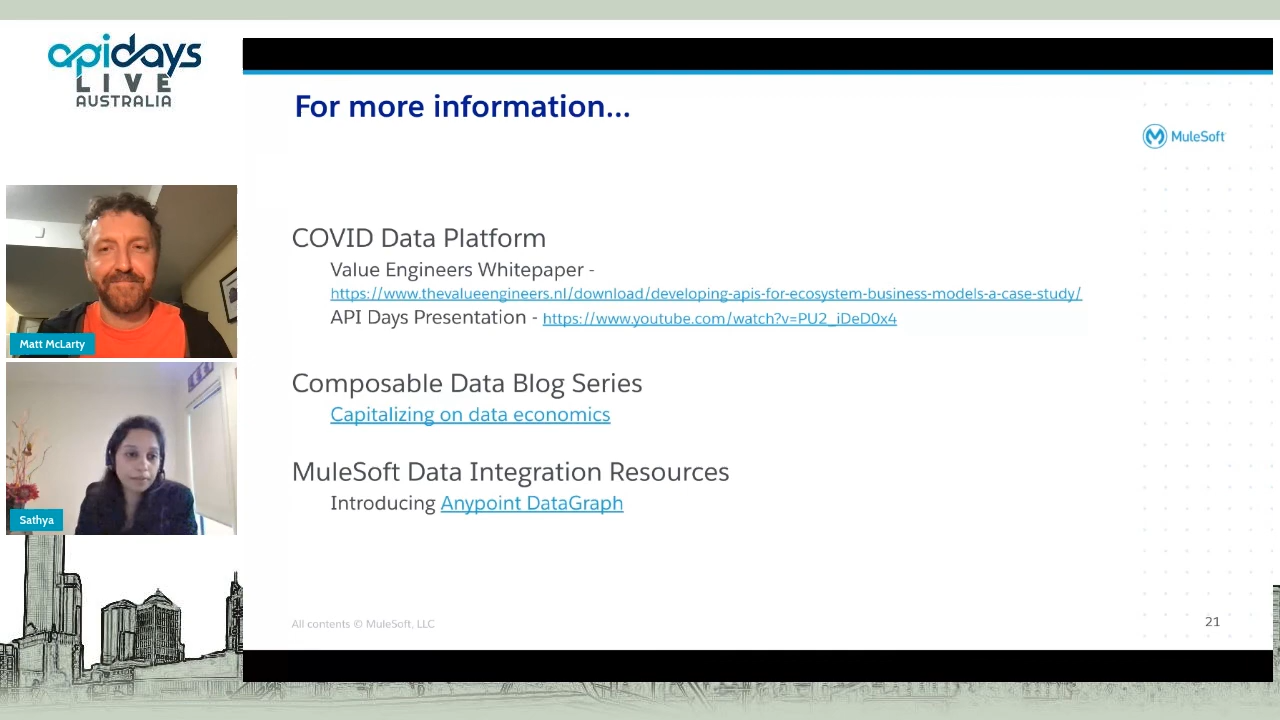 apidays
LIVE
AUSTRALIA
For more information...
MuleSoft
COVID Data Platform
Value Engineers Whitepaper -
https://www.thevalueengineers.nl/download/developing-apis-for-ecosystem-business-models-a-case-study/
API Days Presentation - https://www.youtube.com/watch?v=PU2_iDeD0x4
Matt McLarty
Composable Data Blog Series
Capitalizing on data economics
MuleSoft Data Integration Resources
Introducing Anypoint DataGraph
Sathya
All contents © MuleSoft, LLC
21